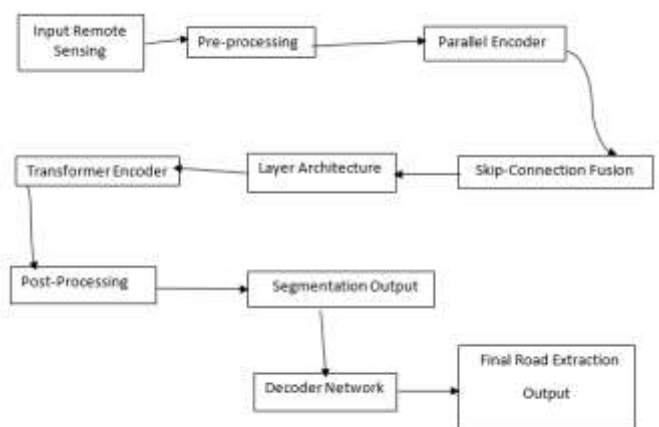 Input Remote
Sensing
Pre-processing
Parallel Encoder
Transformer Encoder
Layer Architecture
Skip-Connection Fusion
Post-Processing
Segmentation Output
Decoder Network
Final Road Extraction
Output